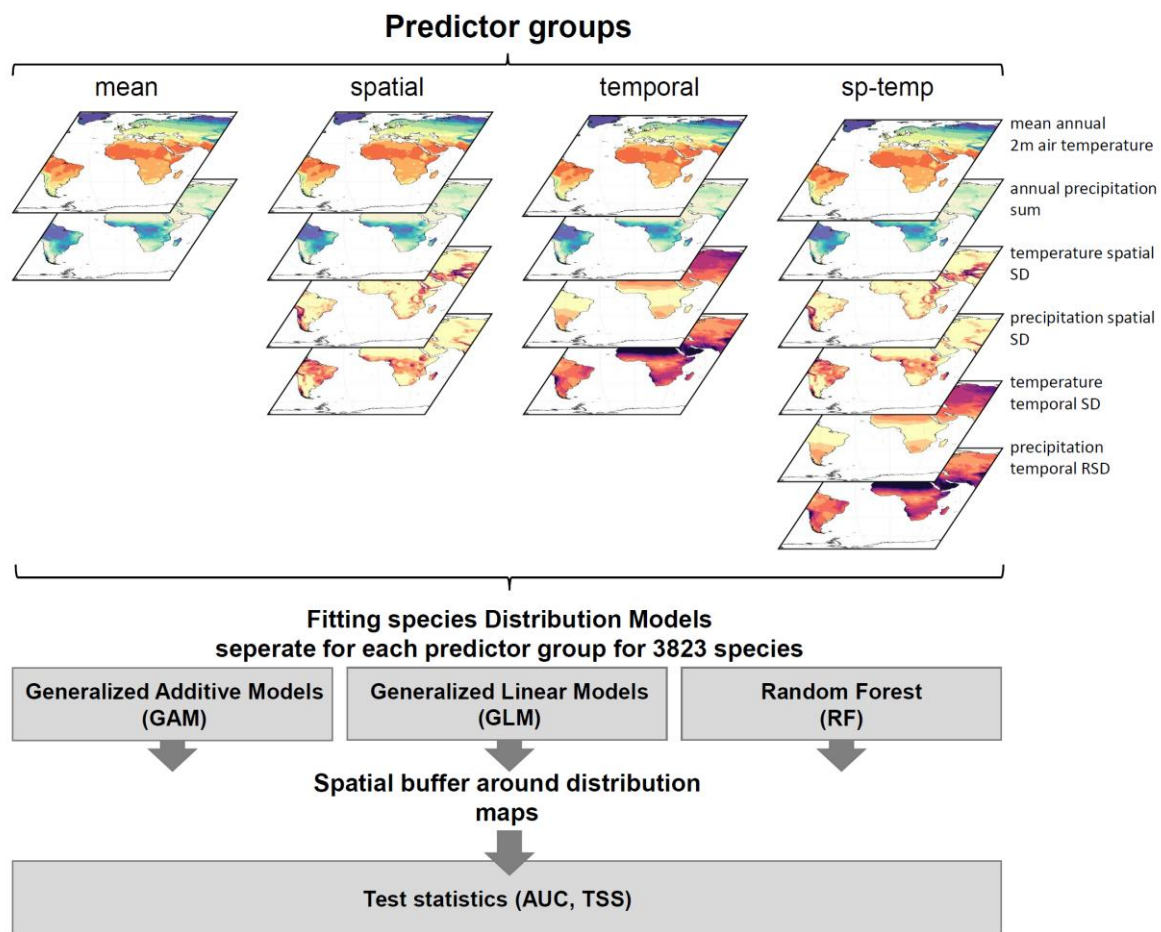 Predictor groups
mean
spatial
temporal
sp-temp
mean annual
2m air temperature
annual precipitation
sum
temperature spatial
SD
precipitation spatial
SD
temperature
temporal SD
precipitation
temporal RSD
Fitting species Distribution Models
seperate for each predictor group for 3823 species
Generalized Additive Models
(GAM)
Generalized Linear Models
(GLM)
Random Forest
(RF)
Spatial buffer around distribution
maps
Test statistics (AUC, TSS)